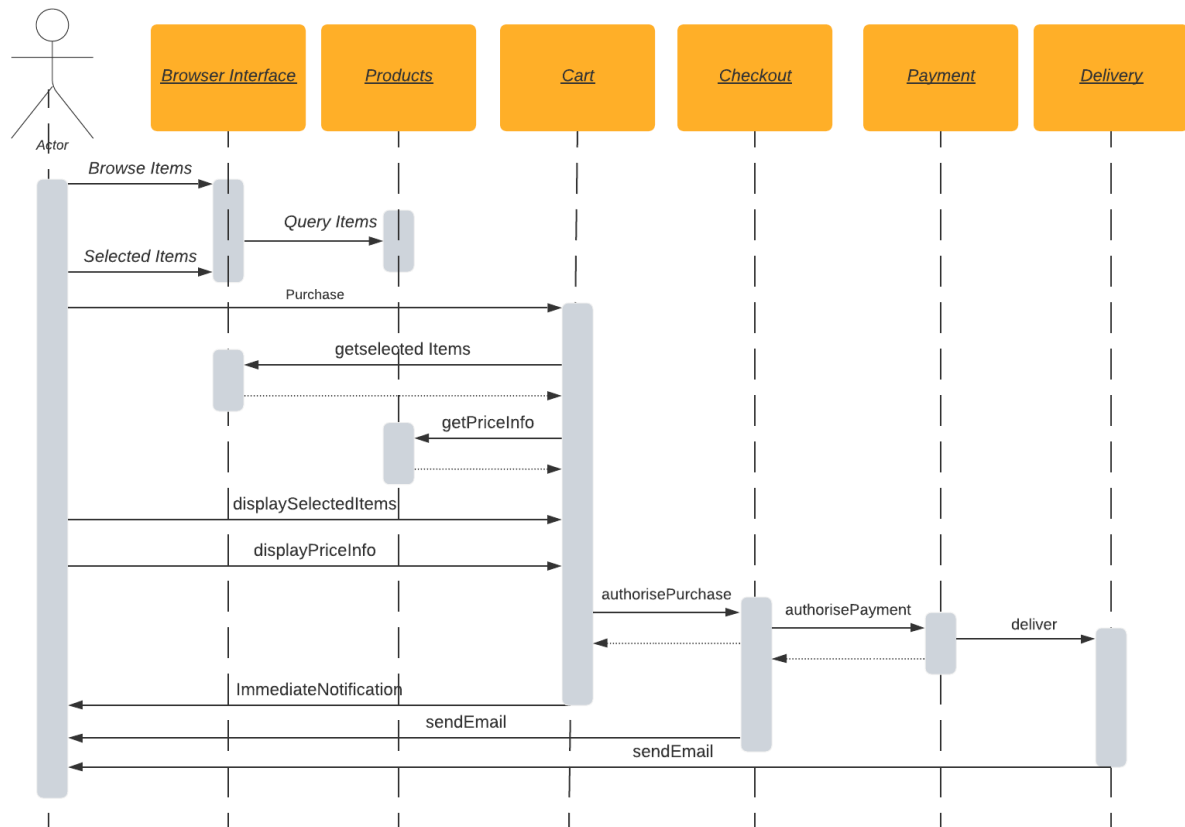 Browser Interface
Products
Cart
Checkout
Payment
Delivery
Actor
Browse Items
Query Items
Selected Items
Purchase
getselected Items
getPriceInfo
displaySelectedItems
displayPriceInfo
authorisePurchase
authorisePayment
deliver
ImmediateNotification
sendEmail
sendEmail